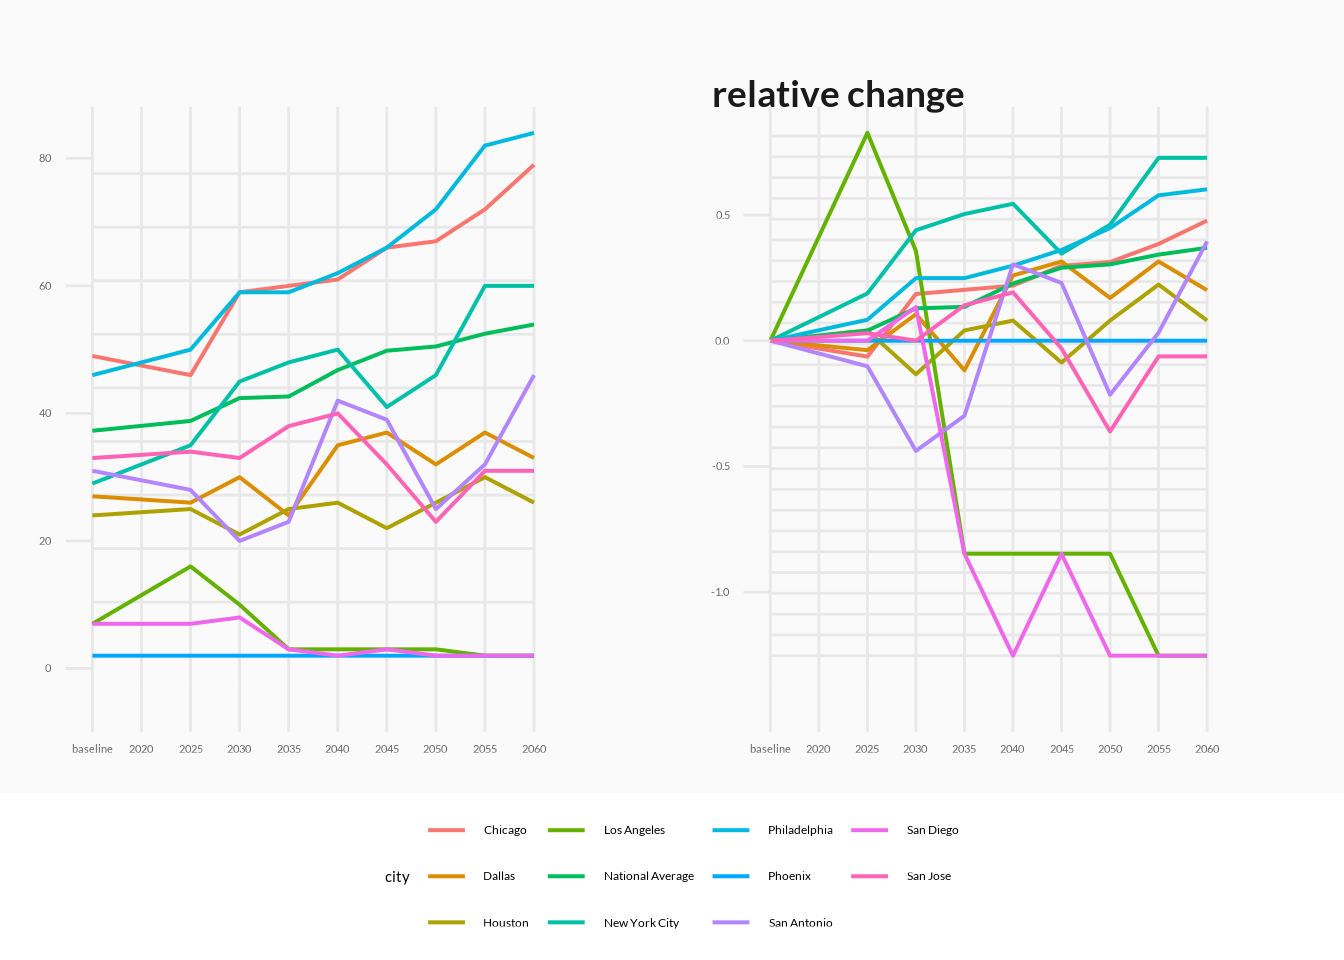 relative change
80
60
40
20
0
baseline 2020 2025 2030 2035 2040 2045 2050 2055 2060
0.5
0.0
-0.5
-1.0
baseline 2020 2025 2030 2035 2040 2045 2050 2055 2060
Chicago Los Angeles Philadelphia San Diego
city Dallas National Average Phoenix San Jose
Houston New York City San Antonio